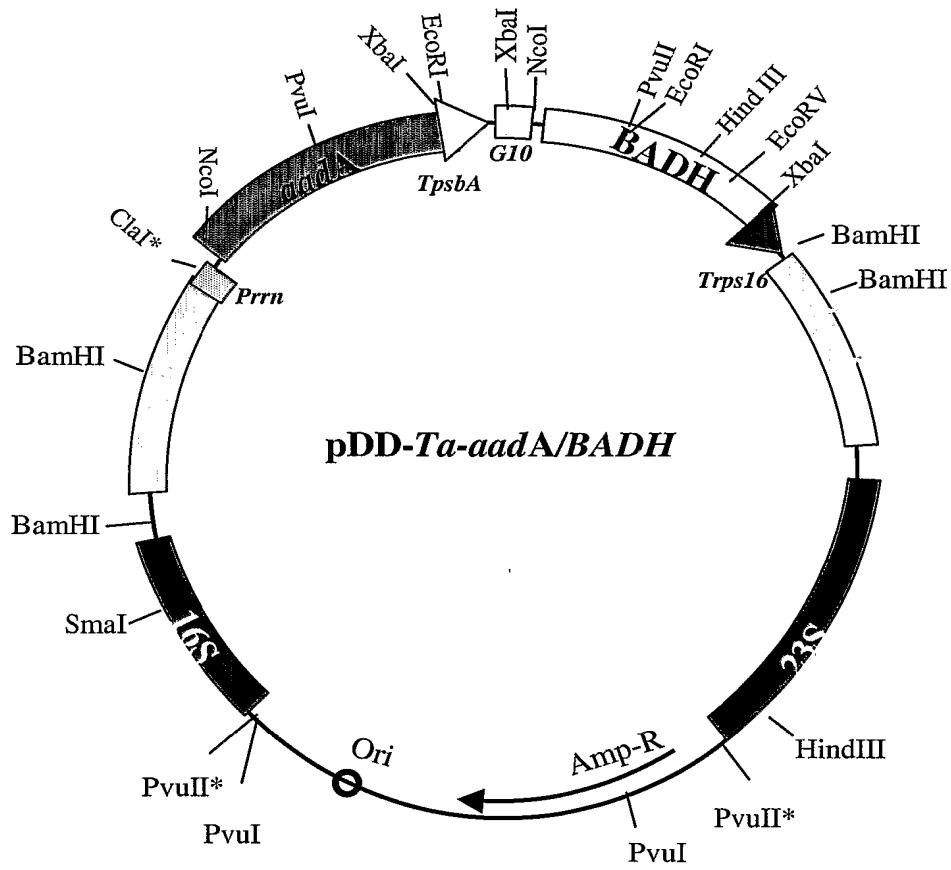 XbaI
EcoRI
XbaI
NcoI
PvuII
EcoRI
Hind III
EcoRV
XbaI
PvuI
NcoI
ClaI*
aadA
TpsbA
G10
BADH
Trps16
Prrn
BamHI
BamHI
BamHI
BamHI
pDD-Ta-aadA/BADH
SmaI
16S
23S
HindIII
PvuII*
PvuI
Ori
Amp-R
PvuI
PvuII*